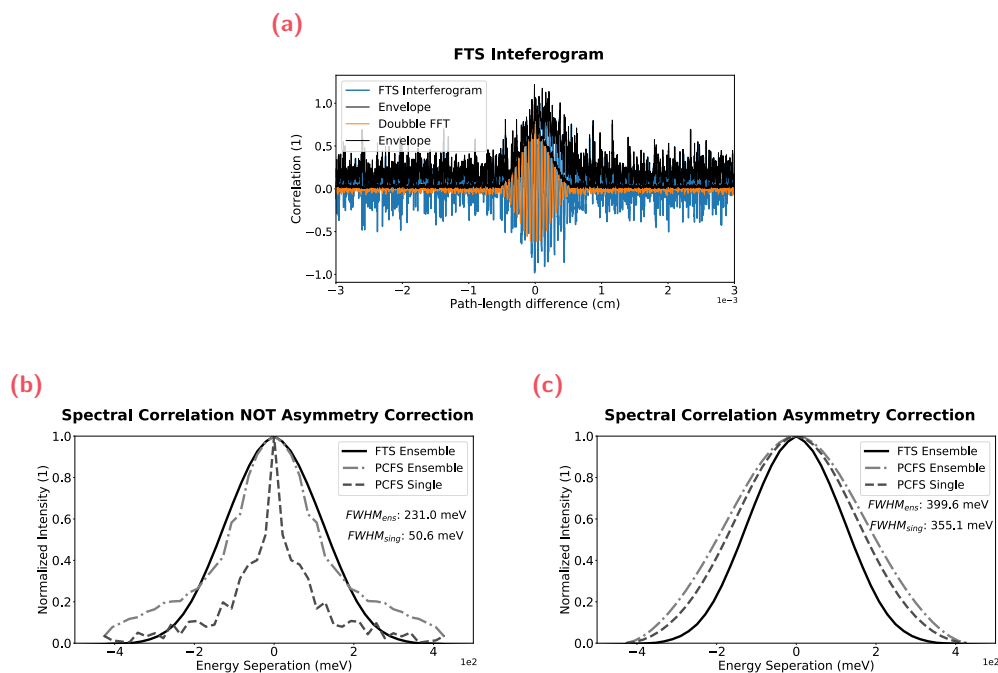 (a)
FTS Inteferogram
FTS Interferogram
Envelope
Doubble FFT
Envelope
Correlation (1)
1.0
0.5
0.0
−0.5
−1.0
−3
−2
−1
0
1
2
3
Path-length difference (cm)
1e−3
(b)
Spectral Correlation NOT Asymmetry Correction
FTS Ensemble
PCFS Ensemble
PCFS Single
FWHMens: 231.0 meV
FWHMsing: 50.6 meV
Normalized Intensity (1)
1.0
0.8
0.6
0.4
0.2
0.0
−4
−2
0
2
4
Energy Seperation (meV)
1e2
(c)
Spectral Correlation Asymmetry Correction
FTS Ensemble
PCFS Ensemble
PCFS Single
FWHMens: 399.6 meV
FWHMsing: 355.1 meV
Normalized Intensity (1)
1.0
0.8
0.6
0.4
0.2
0.0
−4
−2
0
2
4
Energy Seperation (meV)
1e2